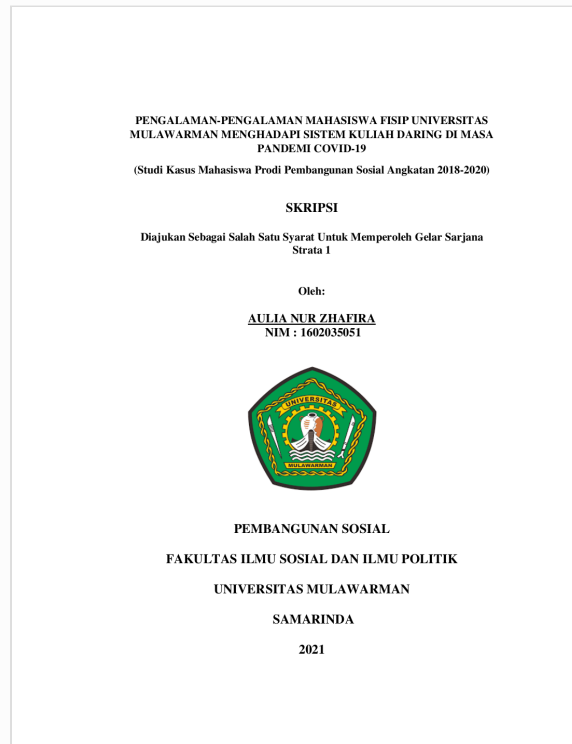 PENGALAMAN-PENGALAMAN MAHASISWA FISIP UNIVERSITAS
MULAWARMAN MENGHADAPI SISTEM KULIAH DARING DI MASA
PANDEMI COVID-19
(Studi Kasus Mahasiswa Prodi Pembangunan Sosial Angkatan 2018-2020)
SKRIPSI
Diajukan Sebagai Salah Satu Syarat Untuk Memperoleh Gelar Sarjana
Strata 1
Oleh:
AULIA NUR ZHAFIRA
NIM : 1602035051
UNIVERSITAS
MULAWARMAN
PEMBANGUNAN SOSIAL
FAKULTAS ILMU SOSIAL DAN ILMU POLITIK
UNIVERSITAS MULAWARMAN
SAMARINDA
2021